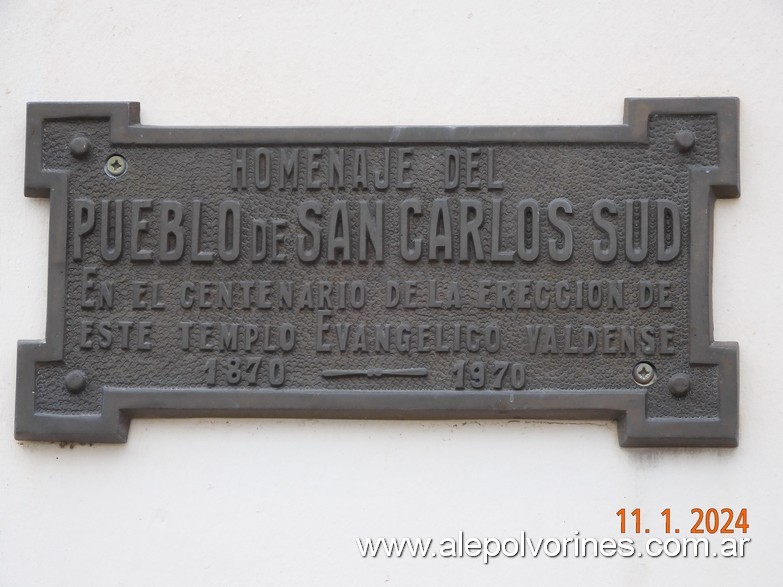 HOMENAJE DEL
PUEBLO DE SAN CARLOS SUD
EN EL CENTENARIO DE LA ERECCION DE
ESTE TEMPLO EVANGELICO VALDENSE
1870 — 1970
11. 1. 2024
www.alepolvorines.com.ar